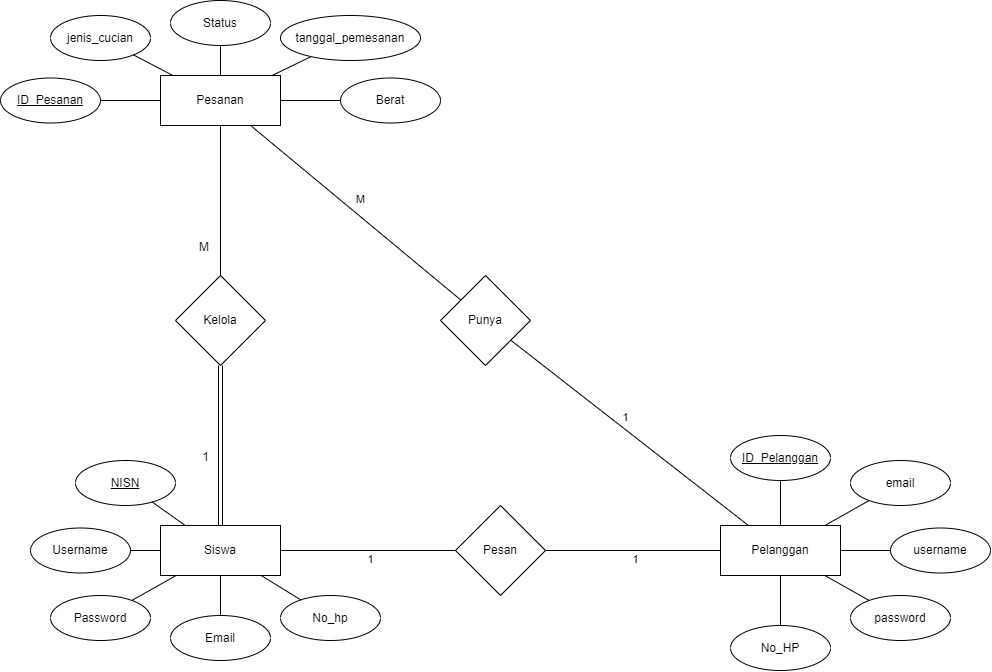 Status
jenis_cucian
tanggal_pemesanan
ID_Pesanan
Pesanan
Berat
M
M
Kelola
Punya
1
1
ID_Pelanggan
NISN
email
Username
Siswa
1
Pesan
1
Pelanggan
username
Password
Email
No_hp
No_HP
password